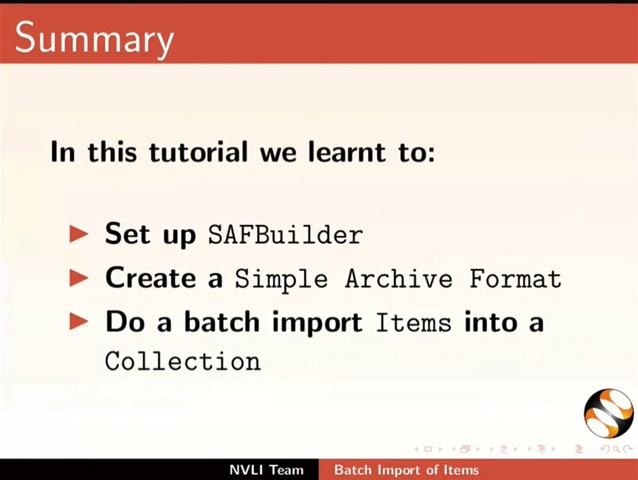 Summary
In this tutorial we learnt to:
Set up SAFBuilder
Create a Simple Archive Format
Do a batch import Items into a
Collection
NVLI Team
Batch Import of Items